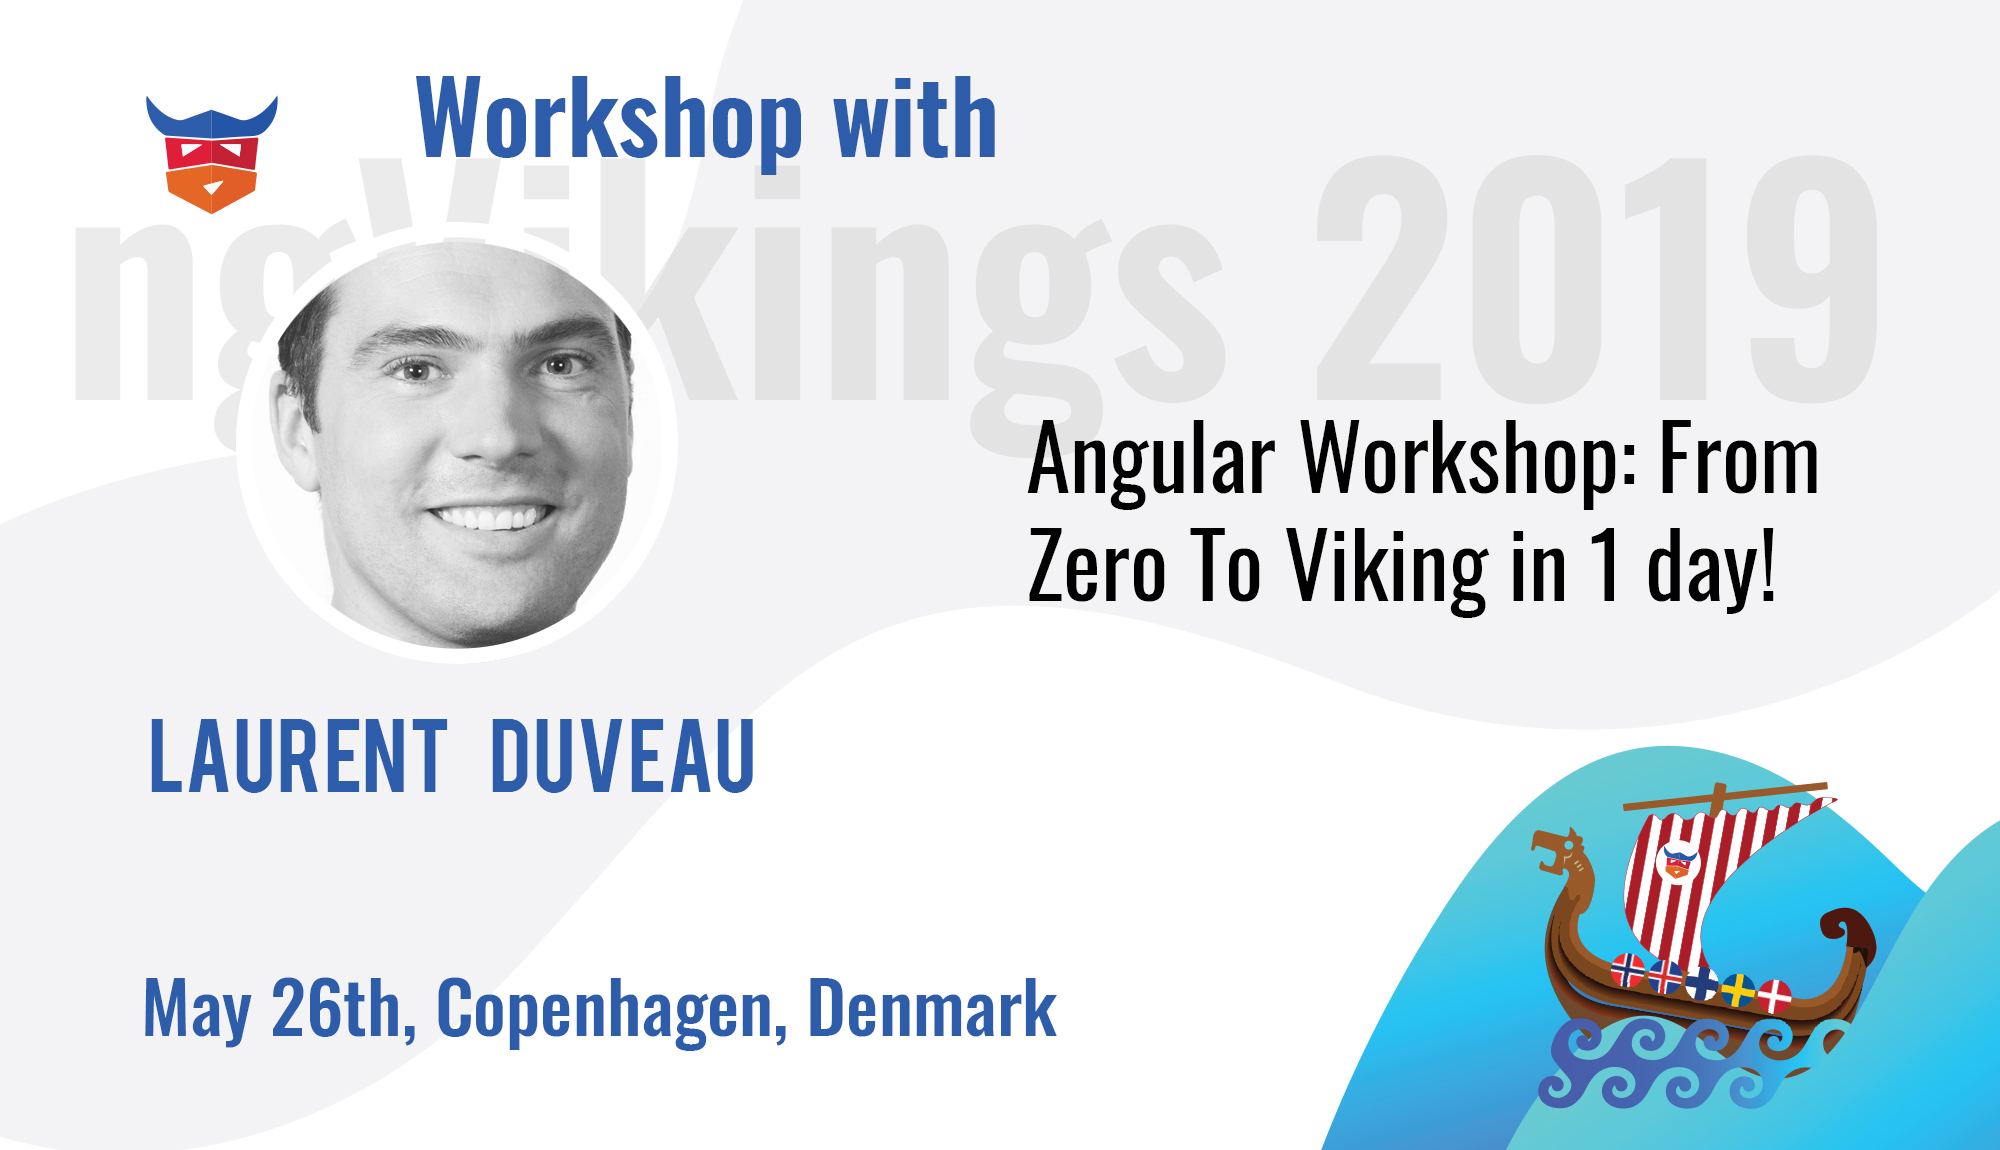 Workshop with
ngVikings 2019
Angular Workshop: From
Zero To Viking in 1 day!
LAURENT DUVEAU
May 26th, Copenhagen, Denmark